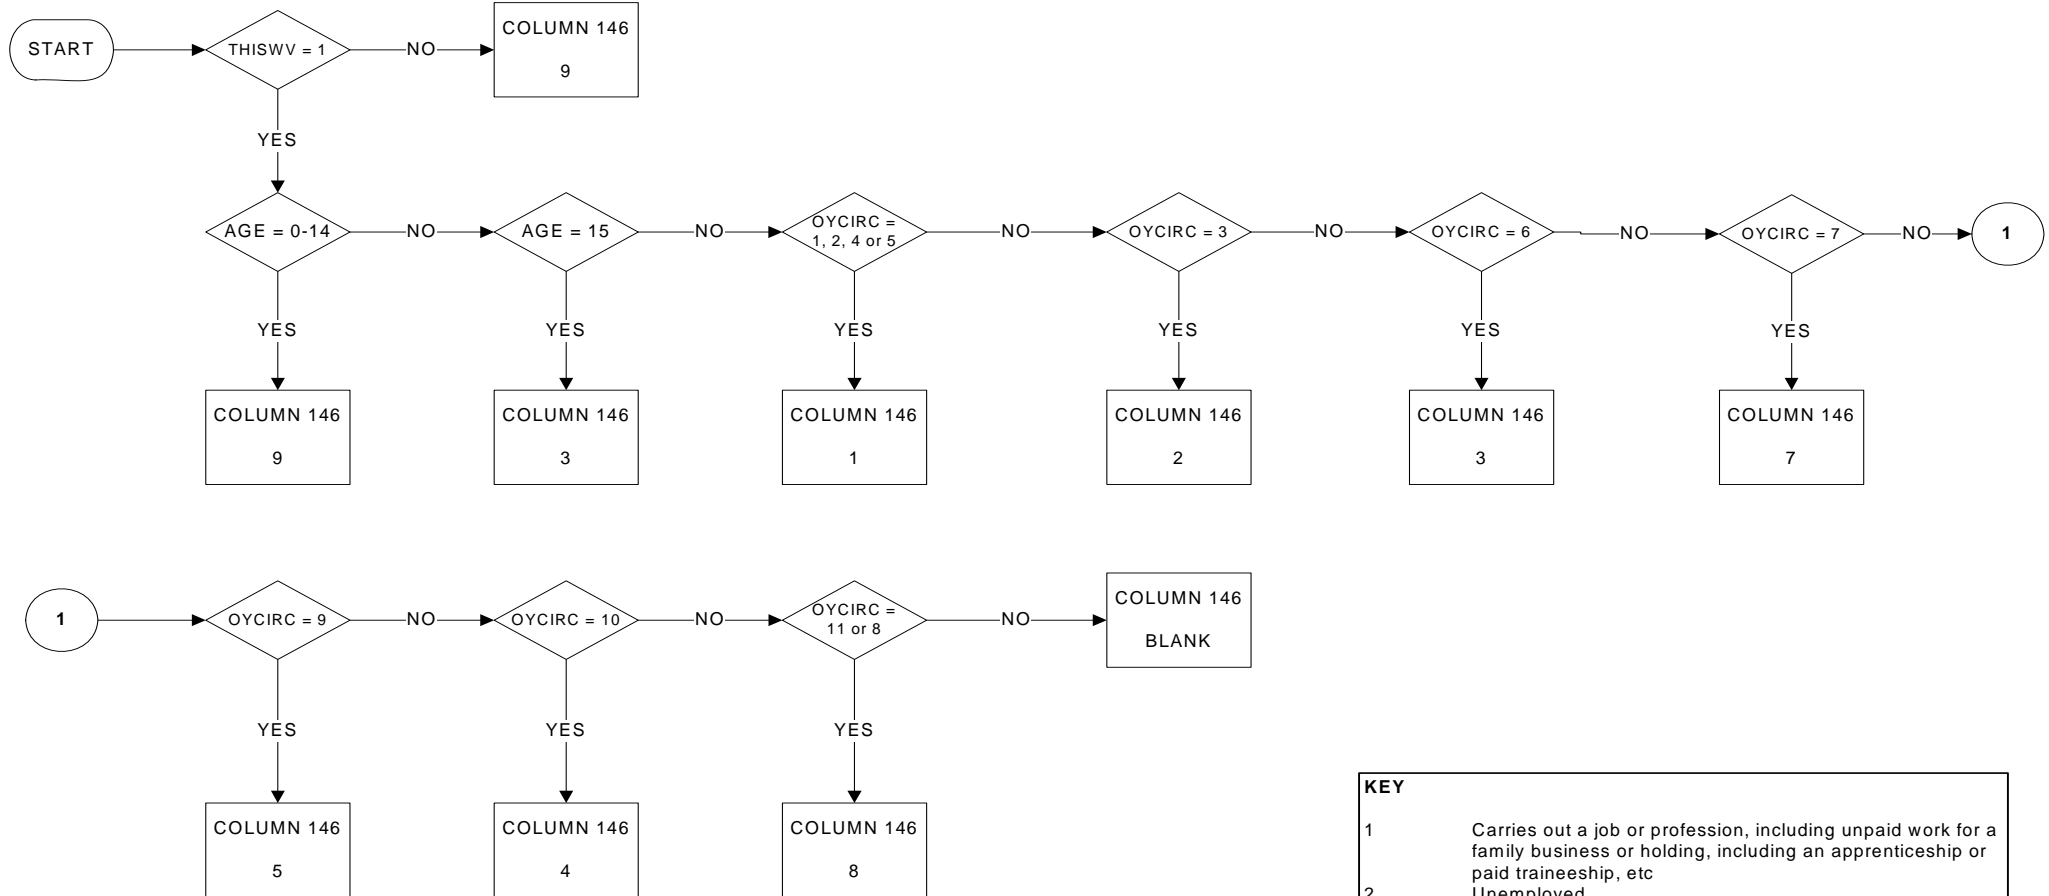 START
THISWV = 1
NO
COLUMN 146
9
YES
AGE = 0-14
NO
AGE = 15
NO
OYCIRC =
1, 2, 4 or 5
NO
OYCIRC = 3
NO
OYCIRC = 6
NO
OYCIRC = 7
NO
1
YES
YES
YES
YES
YES
YES
COLUMN 146
9
COLUMN 146
3
COLUMN 146
1
COLUMN 146
2
COLUMN 146
3
COLUMN 146
7
1
OYCIRC = 9
NO
OYCIRC = 10
NO
OYCIRC =
11 or 8
NO
COLUMN 146
BLANK
YES
YES
YES
COLUMN 146
5
COLUMN 146
4
COLUMN 146
8
KEY
1 Carries out a job or profession, including unpaid work for a
family business or holding, including an apprenticeship or
paid traineeship, etc
2 Unemployed